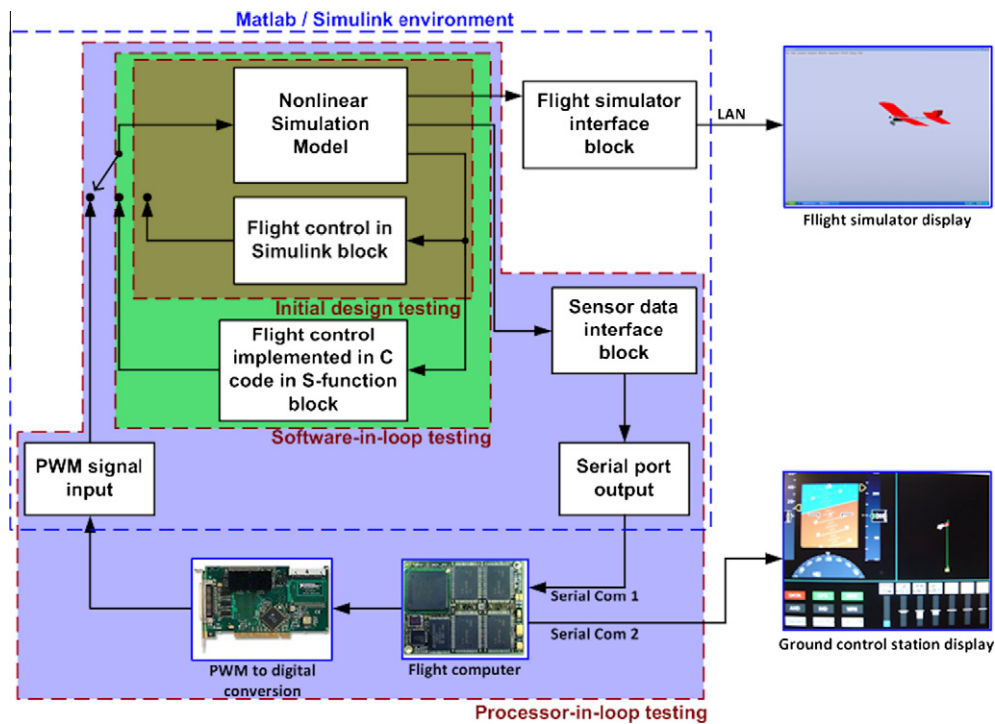 Matlab / Simulink environment
Nonlinear
Simulation
Model
Flight simulator
interface
block
LAN
Fllight simulator display
Flight control in
Simulink block
Initial design testing
Sensor data
interface
block
Flight control
implemented in C
code in S-function
block
Software-in-loop testing
PWM signal
input
Serial port
output
Serial Com 1
Serial Com 2
Ground control station display
PWM to digital
conversion
Flight computer
Processor-in-loop testing